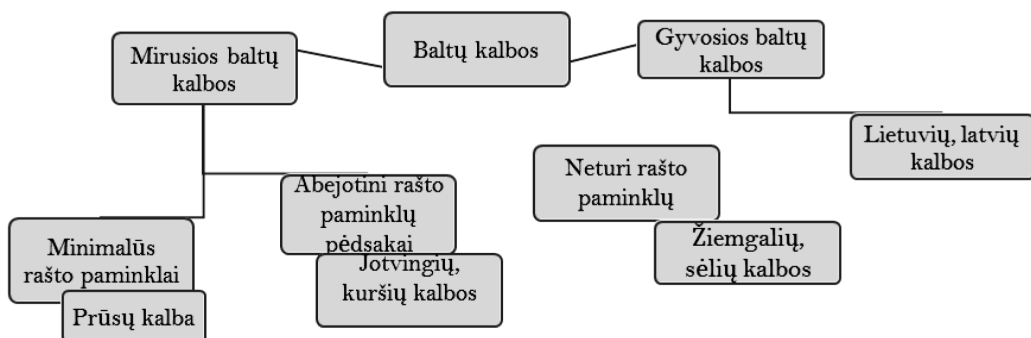 Baltų kalbos
Mirusios baltų
kalbos
Gyvosios baltų
kalbos
Lietuvių, latvių
kalbos
Neturi rašto
paminklų
Žiemgalių,
sėlių kalbos
Abejotini rašto
paminklų
pėdsakai
Jotvingių,
kuršių kalbos
Minimalūs
rašto paminklai
Prūsų kalba